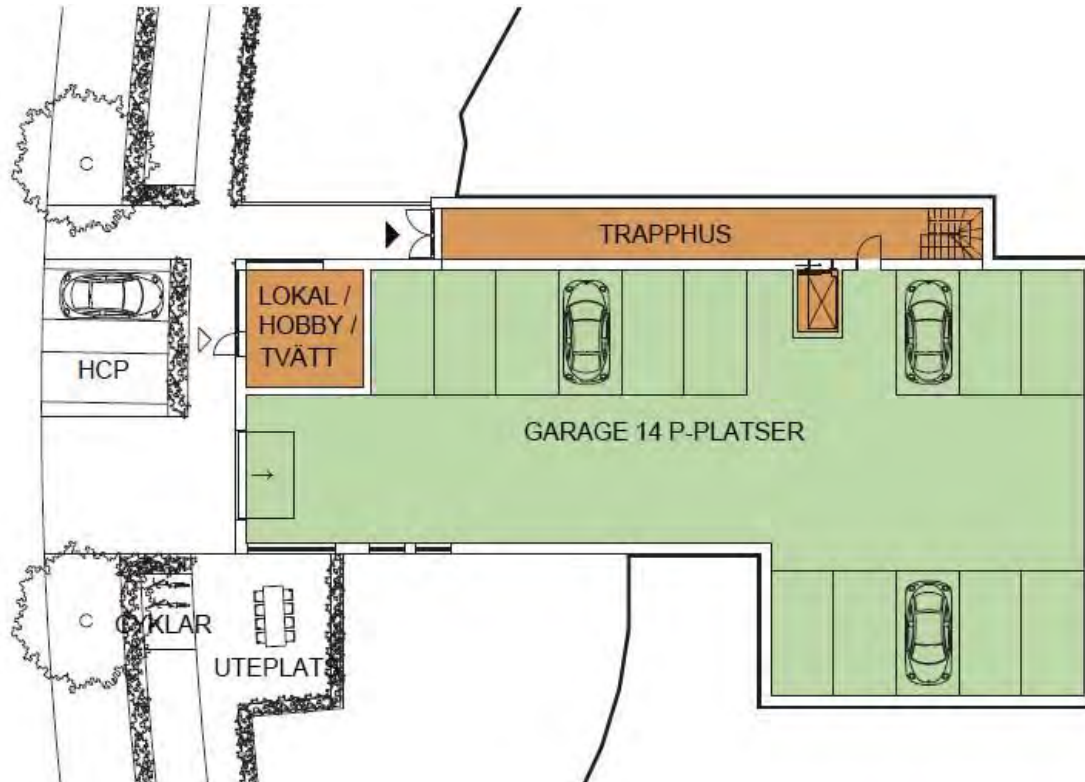 TRAPPHUS
LOKAL /
HOBBY /
TVÄTT
HCP
GARAGE 14 P-PLATSER
CYKLAR
UTEPLATS